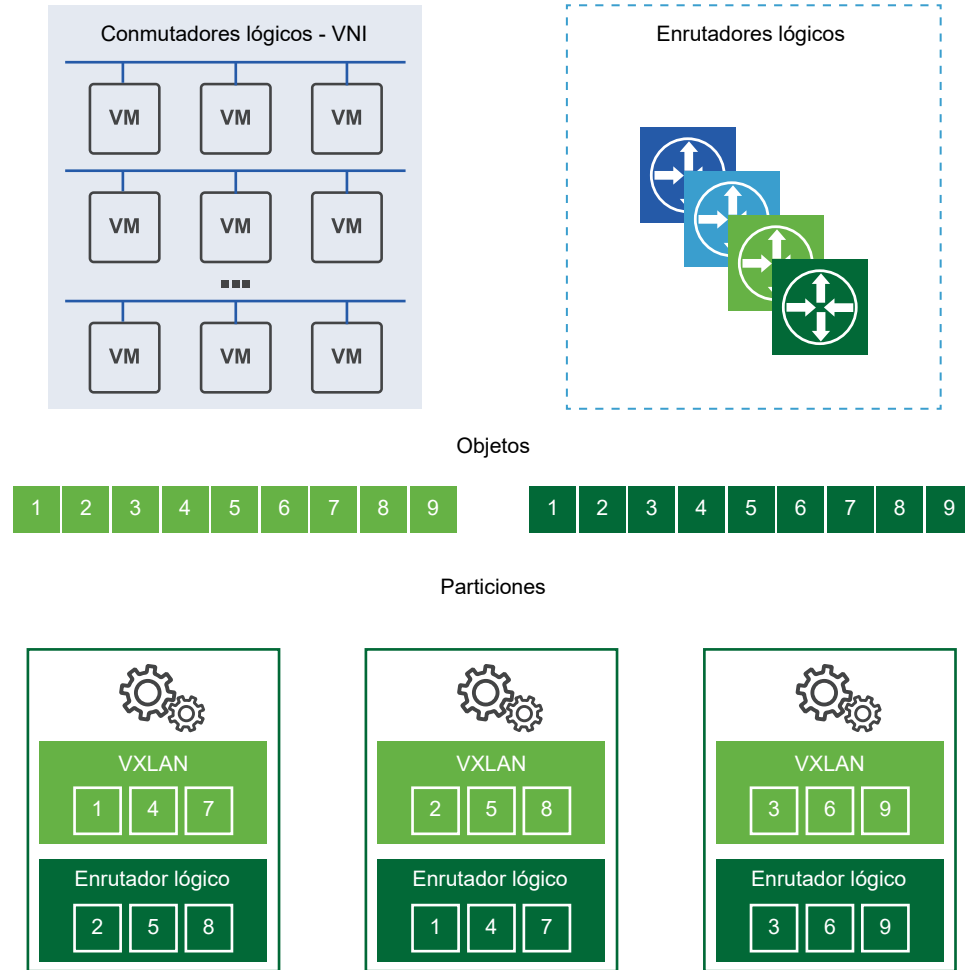 Conmutadores lógicos - VNI
VM VM VM
VM VM VM
VM VM VM
Enrutadores lógicos
Objetos
1 2 3 4 5 6 7 8 9
1 2 3 4 5 6 7 8 9
Particiones
VXLAN
1 4 7
Enrutador lógico
2 5 8
VXLAN
2 5 8
Enrutador lógico
1 4 7
VXLAN
3 6 9
Enrutador lógico
3 6 9